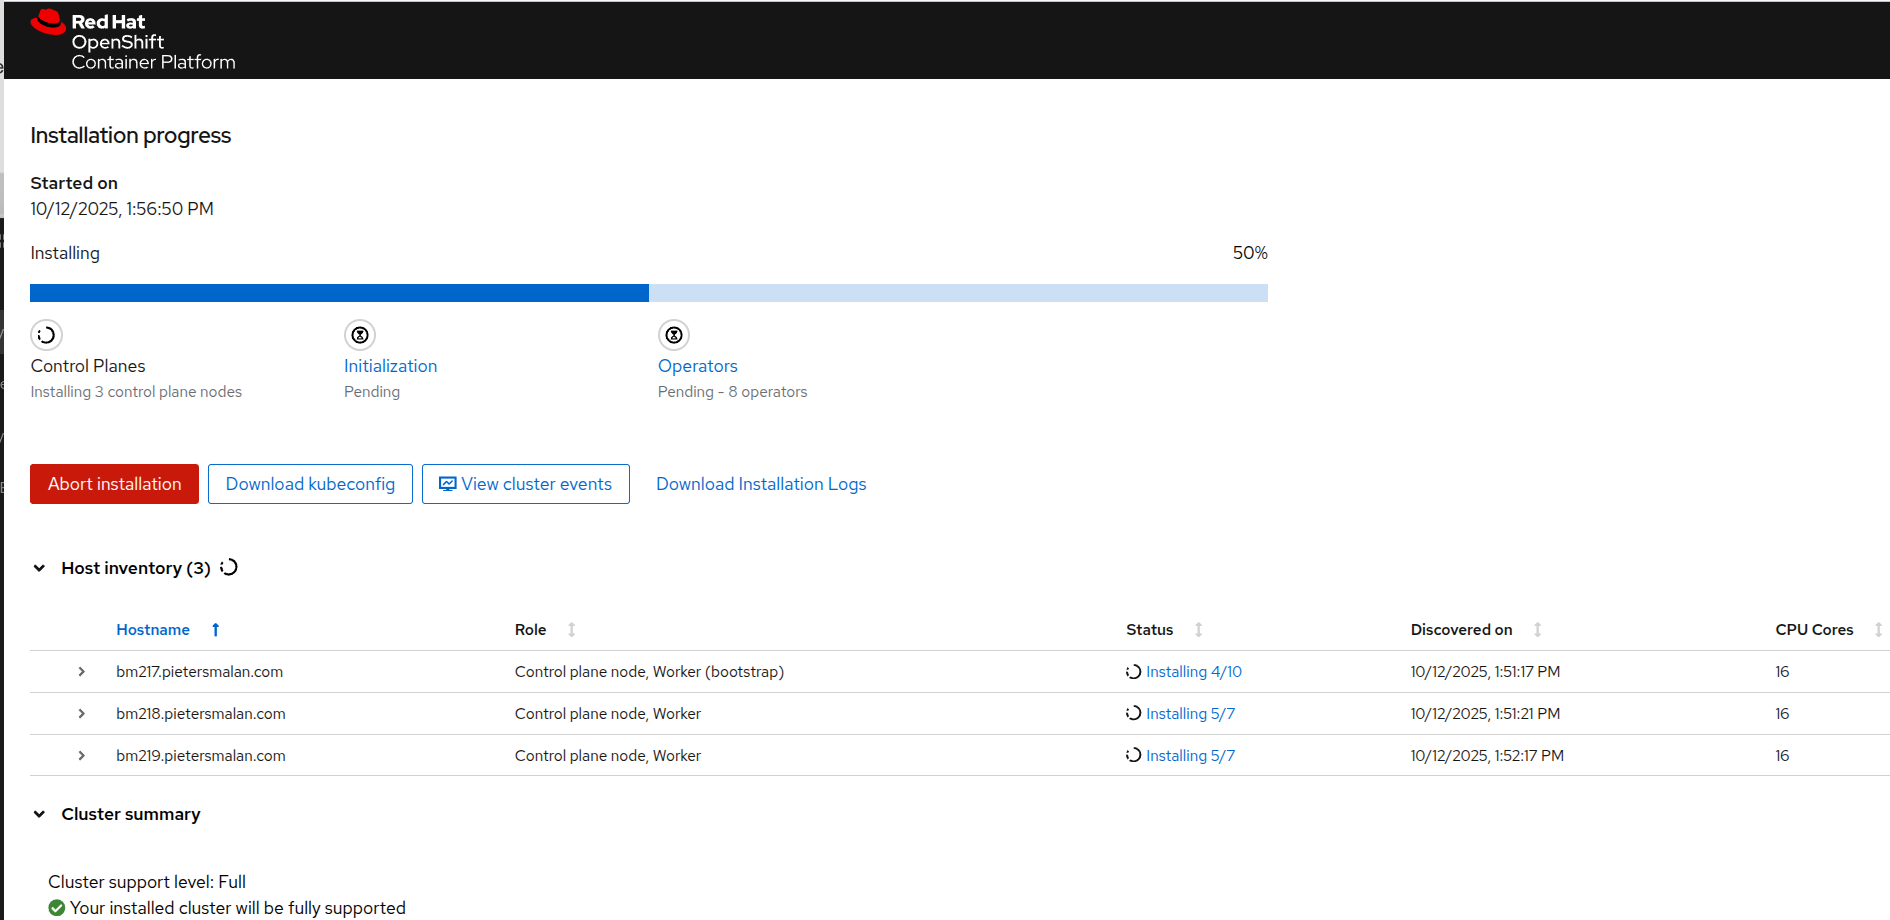 Red Hat
OpenShift
Container Platform
Installation progress
Started on
10/12/2025, 1:56:50 PM
Installing 50%
Control Planes Initialization Operators
Installing 3 control plane nodes Pending Pending - 8 operators
Abort installation Download kubeconfig View cluster events Download Installation Logs
Host inventory (3)
Hostname Role Status Discovered on CPU Cores
bm217.pietersmalan.com Control plane node, Worker (bootstrap) Installing 4/10 10/12/2025, 1:51:17 PM 16
bm218.pietersmalan.com Control plane node, Worker Installing 5/7 10/12/2025, 1:51:21 PM 16
bm219.pietersmalan.com Control plane node, Worker Installing 5/7 10/12/2025, 1:52:17 PM 16
Cluster summary
Cluster support level: Full
Your installed cluster will be fully supported